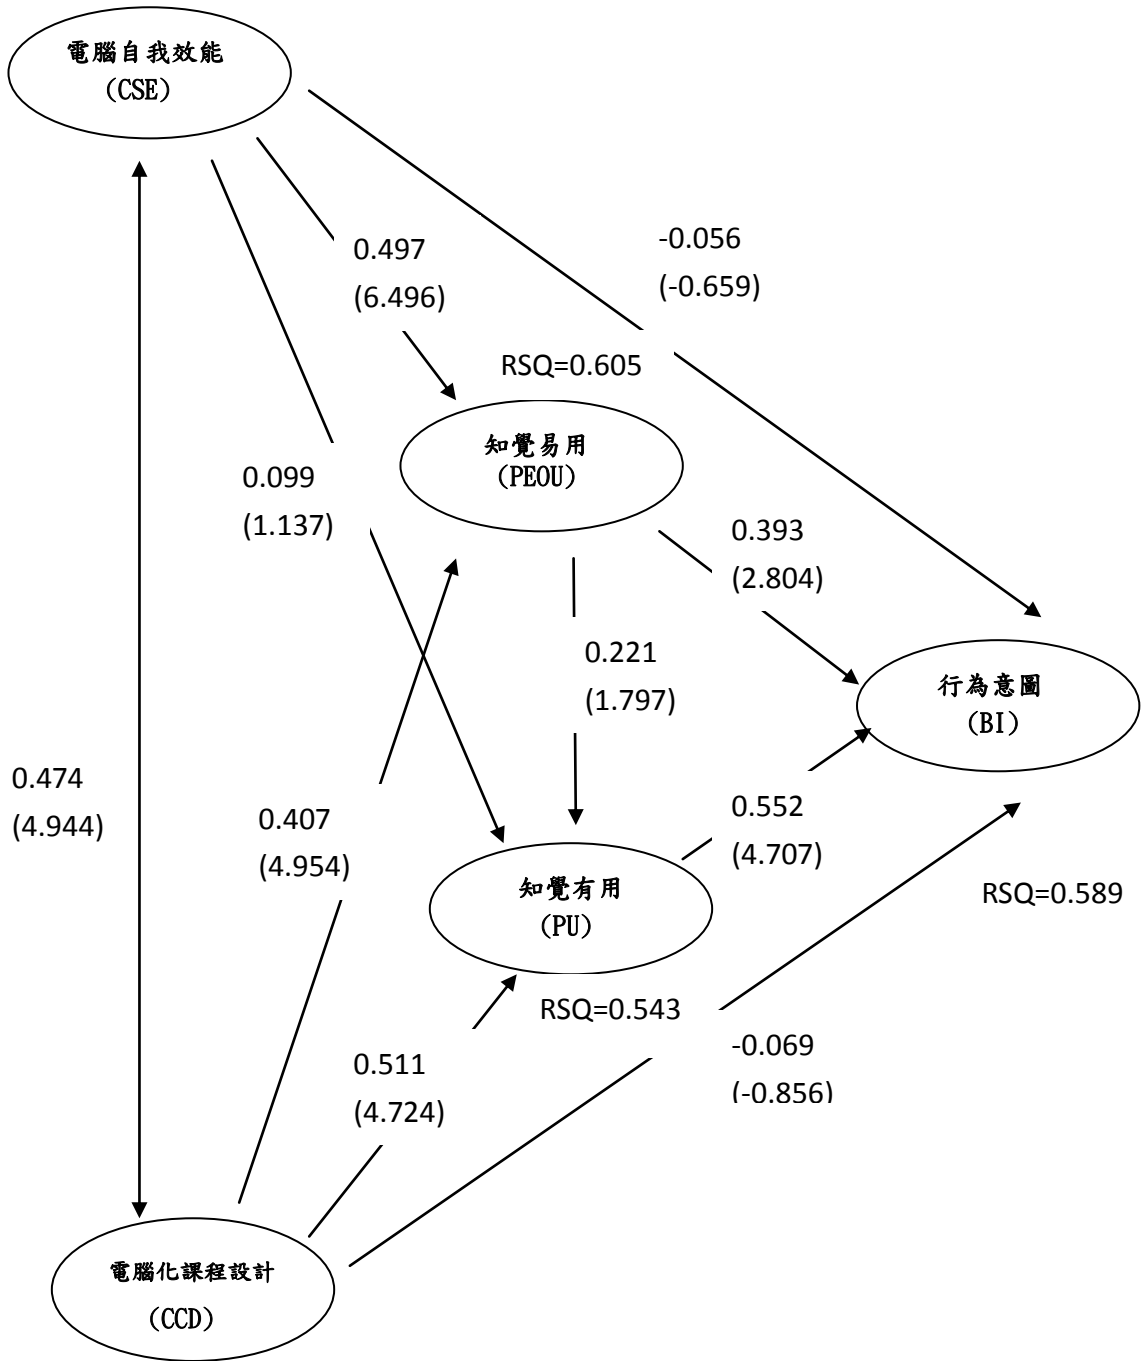 電腦自我效能
(CSE)
0.497
(6.496)
-0.056
(-0.659)
RSQ=0.605
知覺易用
(PEOU)
0.099
(1.137)
0.393
(2.804)
0.221
(1.797)
行為意圖
(BI)
0.474
(4.944)
0.407
(4.954)
0.552
(4.707)
知覺有用
(PU)
RSQ=0.589
RSQ=0.543
0.511
(4.724)
-0.069
(-0.856)
電腦化課程設計
(CCD)